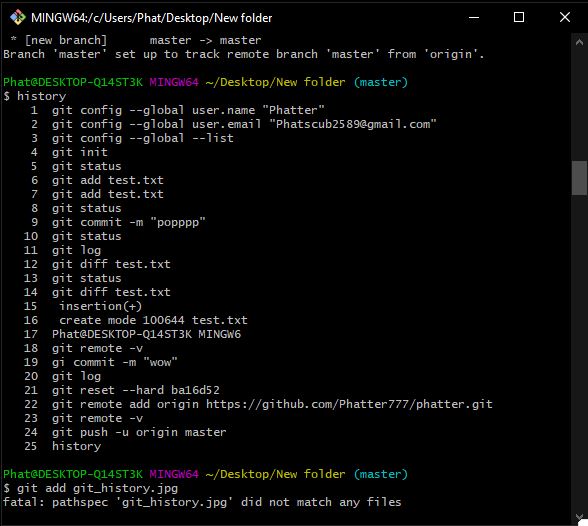 MINGW64:/c/Users/Phat/Desktop/New folder
* [new branch]      master -> master
Branch 'master' set up to track remote branch 'master' from 'origin'.
Phat@DESKTOP-Q14ST3K MINGW64 ~/Desktop/New folder (master)
$ history
1  git config --global user.name "Phatter"
2  git config --global user.email "Phatscub2589@gmail.com"
3  git config --global --list
4  git init
5  git status
6  git add test.txt
7  git add test.txt
8  git status
9  git commit -m "popppp"
10  git status
11  git log
12  git diff test.txt
13  git status
14  git diff test.txt
15   insertion(+)
16   create mode 100644 test.txt
17  Phat@DESKTOP-Q14ST3K MINGW6
18  git remote -v
19  gi commit -m "wow"
20  git log
21  git reset --hard ba16d52
22  git remote add origin https://github.com/Phatter777/phatter.git
23  git remote -v
24  git push -u origin master
25  history
Phat@DESKTOP-Q14ST3K MINGW64 ~/Desktop/New folder (master)
$ git add git_history.jpg
fatal: pathspec 'git_history.jpg' did not match any files